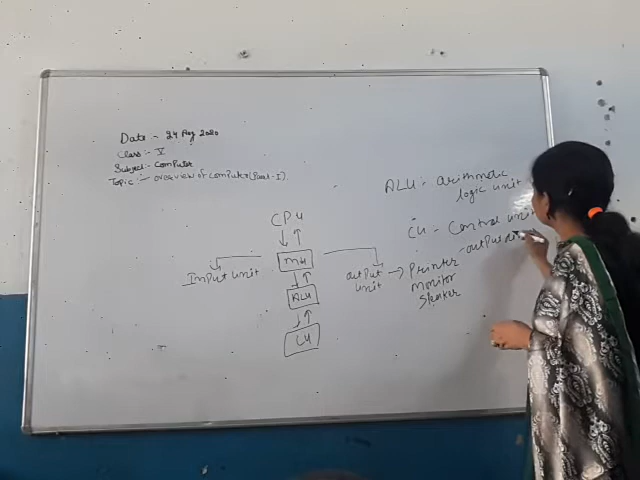 Date :- 24 Aug 2020
Class :- V
Subject:- Computer
Topic :- overview of computer (Part-I)
ALU :- arithmetic
logic unit
CPU
CU - Control unit
- output
MU
Input unit
output
unit
→ Printer
monitor
Speaker
ALU
CU